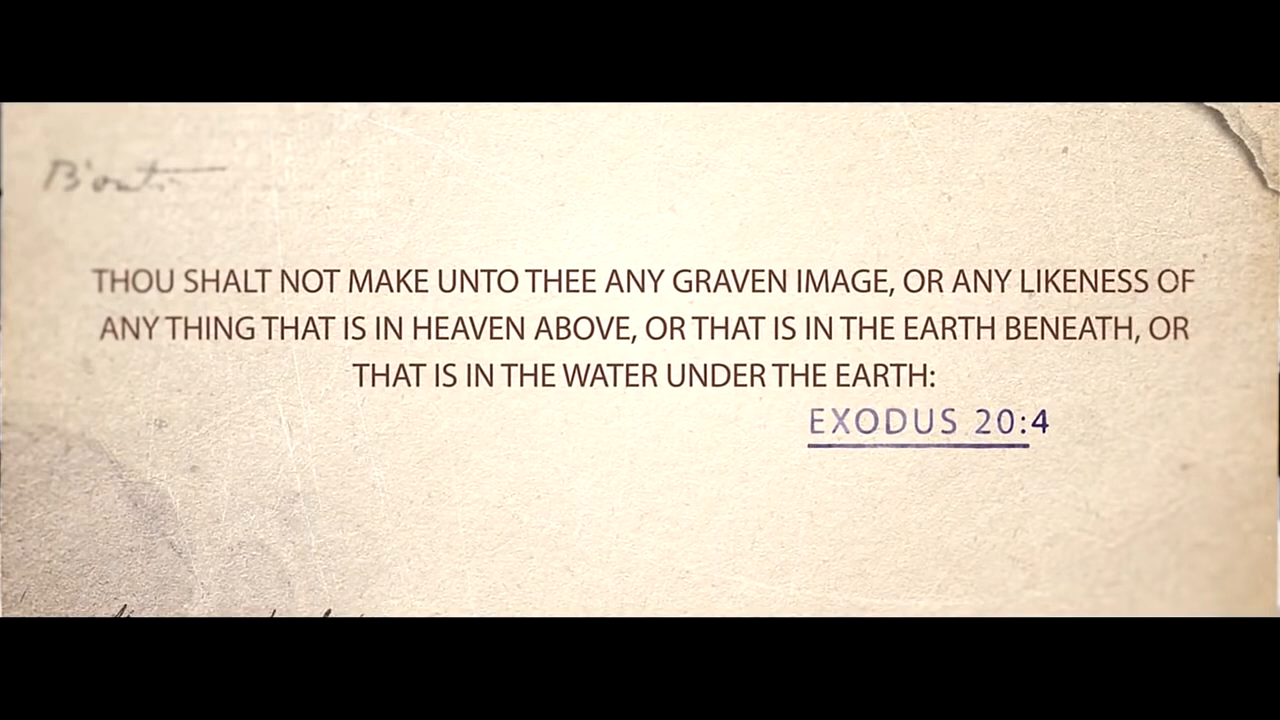 THOU SHALT NOT MAKE UNTO THEE ANY GRAVEN IMAGE, OR ANY LIKENESS OF
ANY THING THAT IS IN HEAVEN ABOVE, OR THAT IS IN THE EARTH BENEATH, OR
THAT IS IN THE WATER UNDER THE EARTH:
EXODUS 20:4